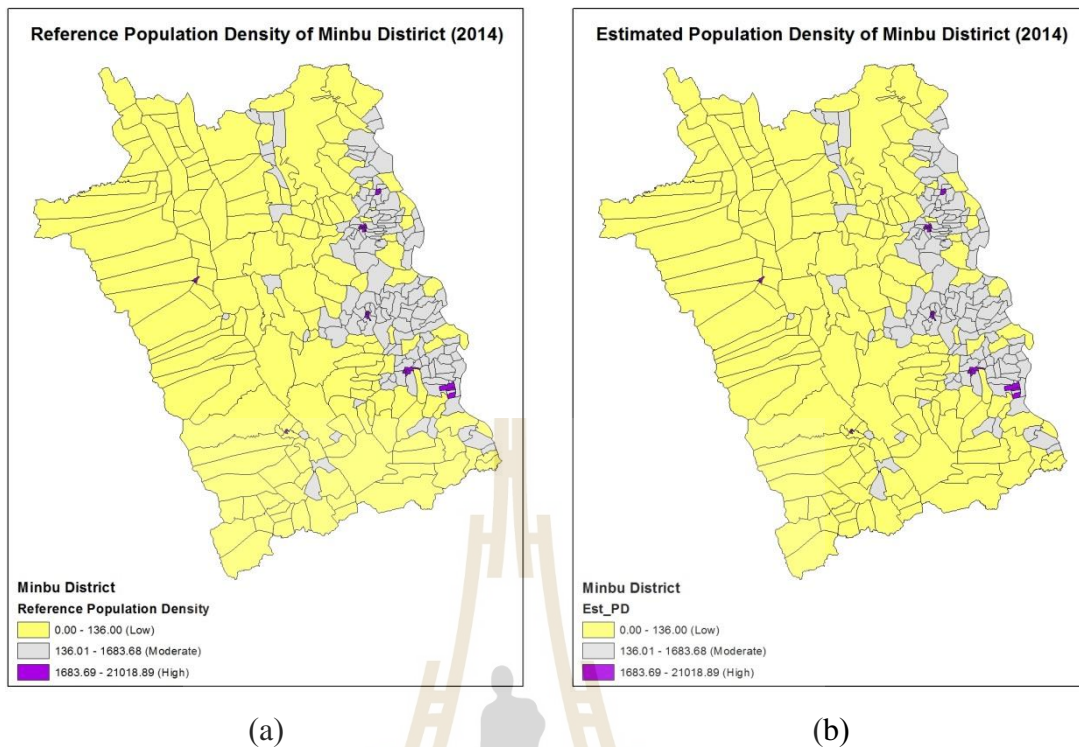 Reference Population Density of Minbu Distirict (2014)
Minbu District
Reference Population Density
0.00 - 136.00 (Low)
136.01 - 1683.68 (Moderate)
1683.69 - 21018.89 (High)
(a)
Estimated Population Density of Minbu Distirict (2014)
Minbu District
Est_PD
0.00 - 136.00 (Low)
136.01 - 1683.68 (Moderate)
1683.69 - 21018.89 (High)
(b)